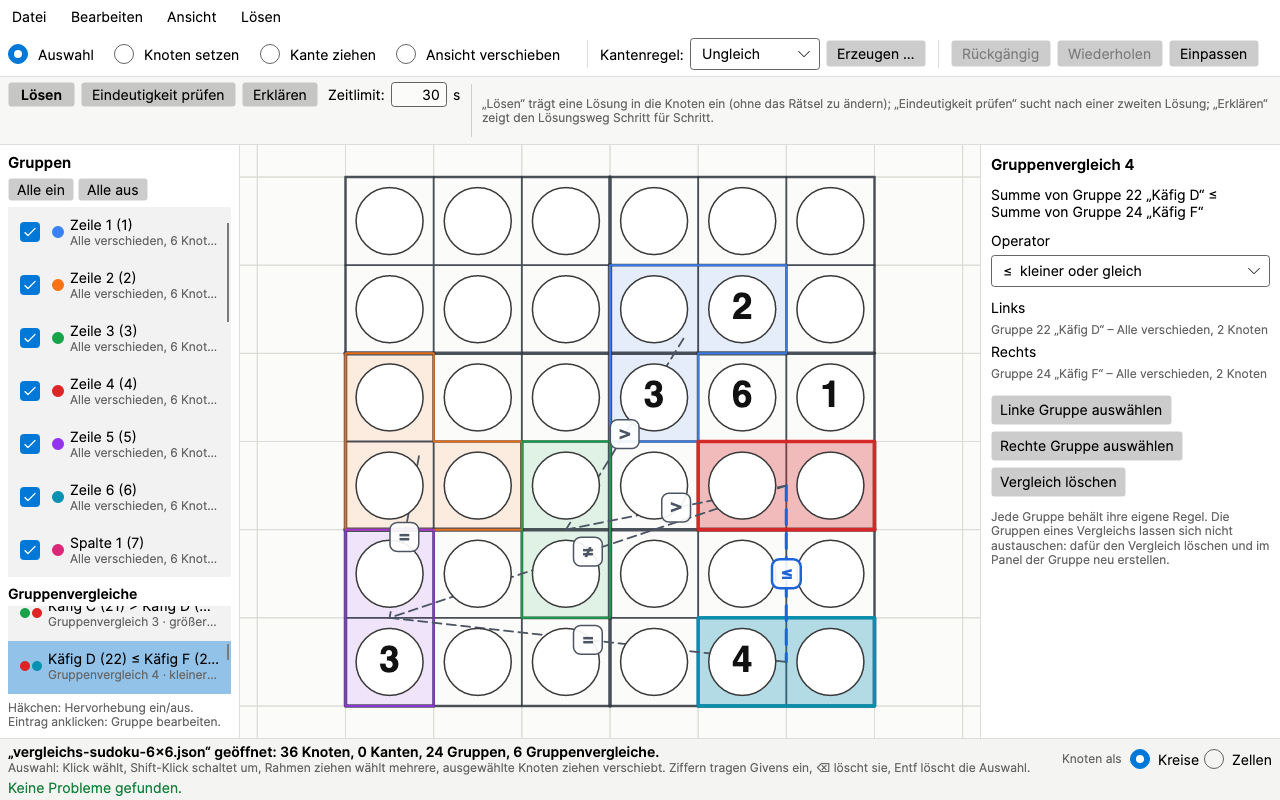 Datei Bearbeiten Ansicht Lösen
Auswahl Knoten setzen Kante ziehen Ansicht verschieben Kantenregel: Ungleich Erzeugen ... Rückgängig Wiederholen Einpassen
Lösen Eindeutigkeit prüfen Erklären Zeitlimit: 30 s
„Lösen“ trägt eine Lösung in die Knoten ein (ohne das Rätsel zu ändern); „Eindeutigkeit prüfen“ sucht nach einer zweiten Lösung; „Erklären“
zeigt den Lösungsweg Schritt für Schritt.
Gruppen
Alle ein Alle aus
Zeile 1 (1)
Alle verschieden, 6 Knot...
Zeile 2 (2)
Alle verschieden, 6 Knot...
Zeile 3 (3)
Alle verschieden, 6 Knot...
Zeile 4 (4)
Alle verschieden, 6 Knot...
Zeile 5 (5)
Alle verschieden, 6 Knot...
Zeile 6 (6)
Alle verschieden, 6 Knot...
Spalte 1 (7)
Alle verschieden, 6 Knot...
Gruppenvergleiche
Käfig C (21) > Käfig D (...
Gruppenvergleich 3 · größer...
Käfig D (22) ≤ Käfig F (2...
Gruppenvergleich 4 · kleiner...
Häkchen: Hervorhebung ein/aus.
Eintrag anklicken: Gruppe bearbeiten.
2
3 6 1
>
>
=
≠
≤
=
3 4
Gruppenvergleich 4
Summe von Gruppe 22 „Käfig D“ ≤
Summe von Gruppe 24 „Käfig F“
Operator
≤ kleiner oder gleich
Links
Gruppe 22 „Käfig D“ – Alle verschieden, 2 Knoten
Rechts
Gruppe 24 „Käfig F“ – Alle verschieden, 2 Knoten
Linke Gruppe auswählen
Rechte Gruppe auswählen
Vergleich löschen
Jede Gruppe behält ihre eigene Regel. Die
Gruppen eines Vergleichs lassen sich nicht
austauschen: dafür den Vergleich löschen und im
Panel der Gruppe neu erstellen.
„vergleichs-sudoku-6×6.json“ geöffnet: 36 Knoten, 0 Kanten, 24 Gruppen, 6 Gruppenvergleiche.
Auswahl: Klick wählt, Shift-Klick schaltet um, Rahmen ziehen wählt mehrere, ausgewählte Knoten ziehen verschiebt. Ziffern tragen Givens ein, ⌫ löscht sie, Entf löscht die Auswahl.
Keine Probleme gefunden.
Knoten als Kreise Zellen